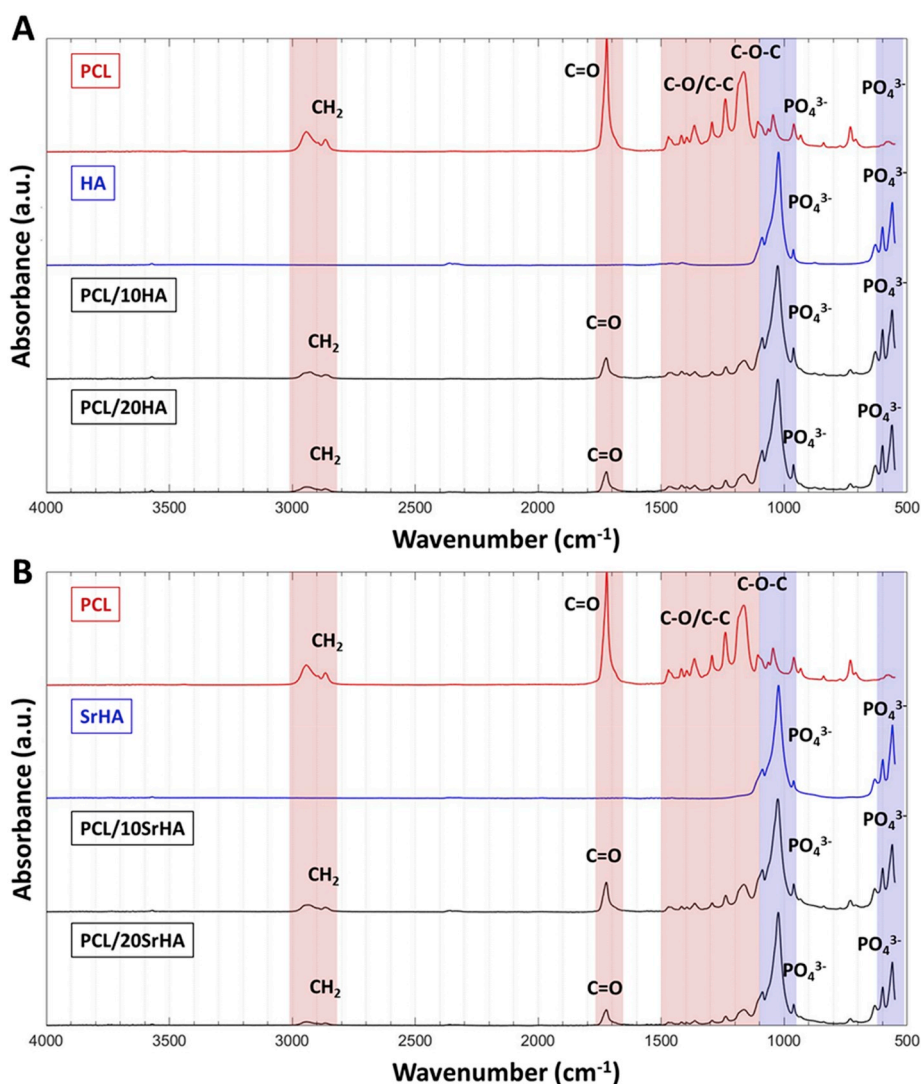 A
PCL
CH₂
C=O
C-O/C-C
C-O-C
PO₄³⁻
PO₄³⁻
HA
PO₄³⁻
PO₄³⁻
PCL/10HA
CH₂
C=O
PO₄³⁻
PO₄³⁻
PCL/20HA
CH₂
C=O
PO₄³⁻
PO₄³⁻
Absorbance (a.u.)
4000 3500 3000 2500 2000 1500 1000 500
Wavenumber (cm⁻¹)
B
PCL
CH₂
C=O
C-O/C-C
C-O-C
SrHA
PO₄³⁻
PO₄³⁻
PCL/10SrHA
CH₂
C=O
PO₄³⁻
PO₄³⁻
PCL/20SrHA
CH₂
C=O
PO₄³⁻
PO₄³⁻
Absorbance (a.u.)
4000 3500 3000 2500 2000 1500 1000 500
Wavenumber (cm⁻¹)